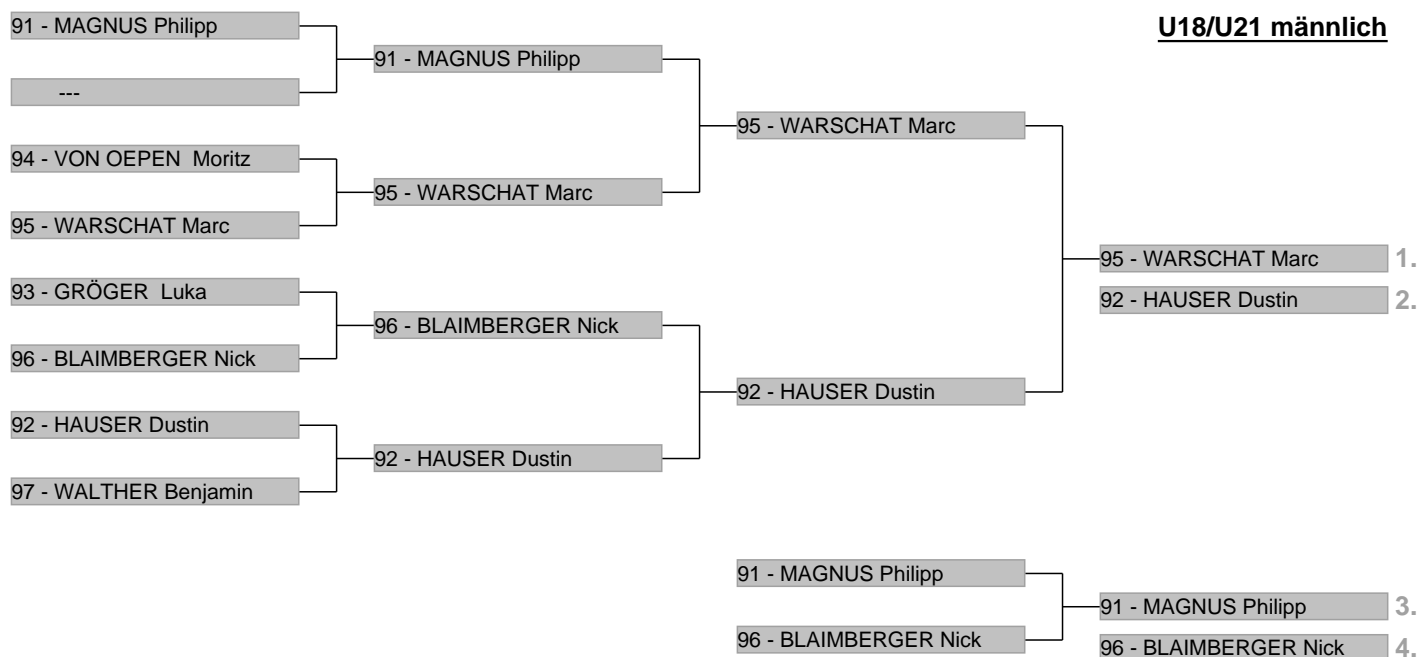 U18/U21 männlich
91 - MAGNUS Philipp
---
94 - VON OEPEN  Moritz
95 - WARSCHAT Marc
93 - GRÖGER  Luka
96 - BLAIMBERGER Nick
92 - HAUSER Dustin
97 - WALTHER Benjamin
91 - MAGNUS Philipp
95 - WARSCHAT Marc
96 - BLAIMBERGER Nick
92 - HAUSER Dustin
95 - WARSCHAT Marc
92 - HAUSER Dustin
95 - WARSCHAT Marc 1.
92 - HAUSER Dustin 2.
91 - MAGNUS Philipp
96 - BLAIMBERGER Nick
91 - MAGNUS Philipp 3.
96 - BLAIMBERGER Nick 4.